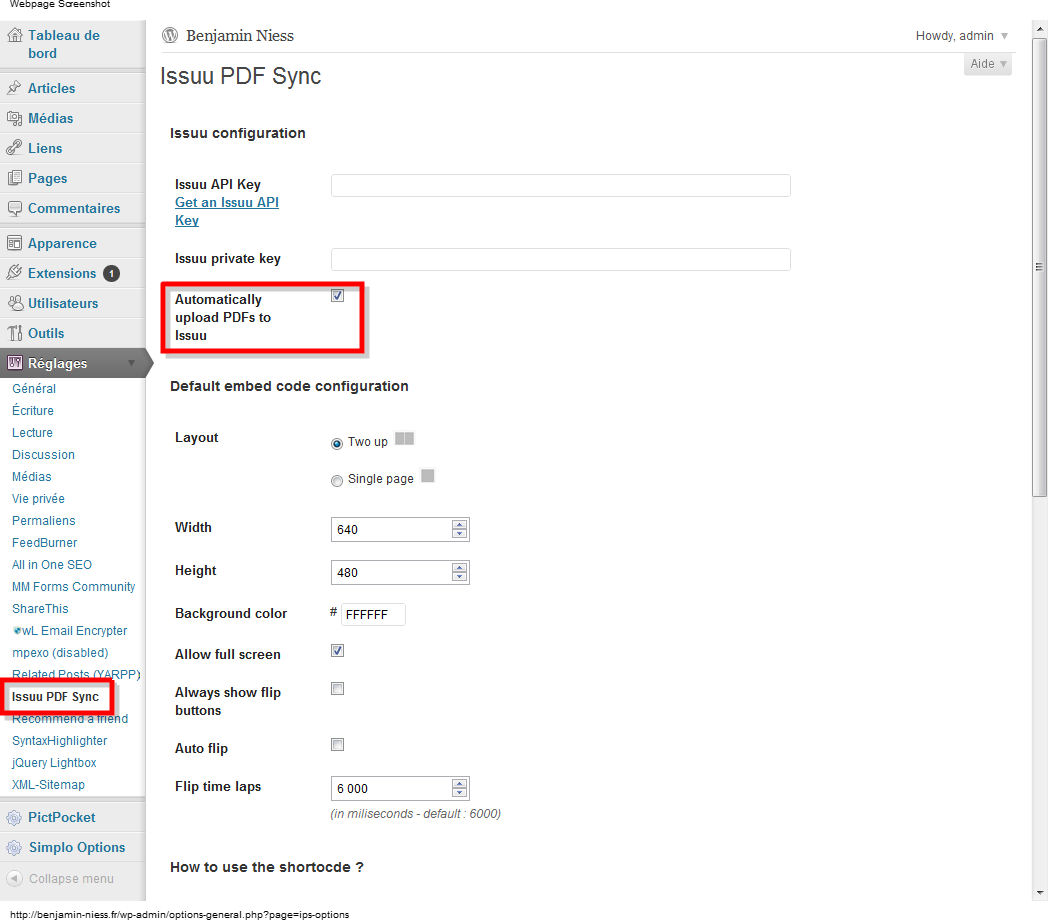 Webpage Screenshot
Tableau de
bord
Articles
Médias
Liens
Pages
Commentaires
Apparence
Extensions 1
Utilisateurs
Outils
Réglages
Général
Écriture
Lecture
Discussion
Médias
Vie privée
Permaliens
FeedBurner
All in One SEO
MM Forms Community
ShareThis
wL Email Encrypter
mpexo (disabled)
Related Posts (YARPP)
Issuu PDF Sync
Recommend a friend
SyntaxHighlighter
jQuery Lightbox
XML-Sitemap
PictPocket
Simplo Options
Collapse menu
Benjamin Niess
Howdy, admin
Aide
Issuu PDF Sync
Issuu configuration
Issuu API Key
Get an Issuu API
Key
Issuu private key
Automatically
upload PDFs to
Issuu
Default embed code configuration
Layout
Two up
Single page
Width
640
Height
480
Background color
# FFFFFF
Allow full screen
Always show flip
buttons
Auto flip
Flip time laps
6 000
(in miliseconds - default : 6000)
How to use the shortocde ?
http://benjamin-niess.fr/wp-admin/options-general.php?page=ips-options